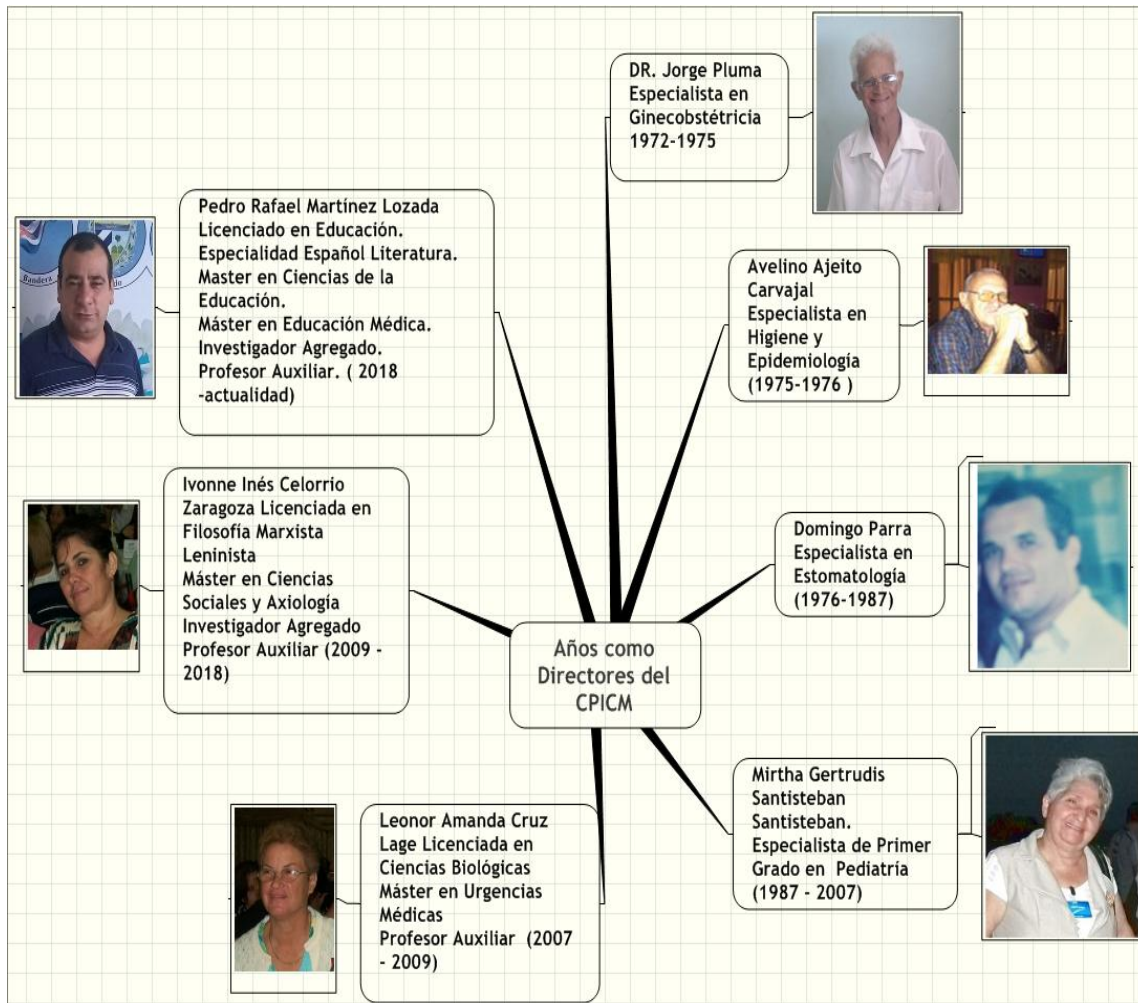 DR. Jorge Pluma
Especialista en
Ginecobstétricia
1972-1975
Avelino Ajeito
Carvajal
Especialista en
Higiene y
Epidemiología
(1975-1976 )
Domingo Parra
Especialista en
Estomatología
(1976-1987)
Mirtha Gertrudis
Santisteban
Santisteban.
Especialista de Primer
Grado en Pediatría
(1987 - 2007)
Leonor Amanda Cruz
Lage Licenciada en
Ciencias Biológicas
Máster en Urgencias
Médicas
Profesor Auxiliar (2007
- 2009)
Ivonne Inés Celorrio
Zaragoza Licenciada en
Filosofía Marxista
Leninista
Máster en Ciencias
Sociales y Axiología
Investigador Agregado
Profesor Auxiliar (2009 -
2018)
Pedro Rafael Martínez Lozada
Licenciado en Educación.
Especialidad Español Literatura.
Master en Ciencias de la
Educación.
Máster en Educación Médica.
Investigador Agregado.
Profesor Auxiliar. ( 2018
-actualidad)
Bandera
Años como
Directores del
CPICM